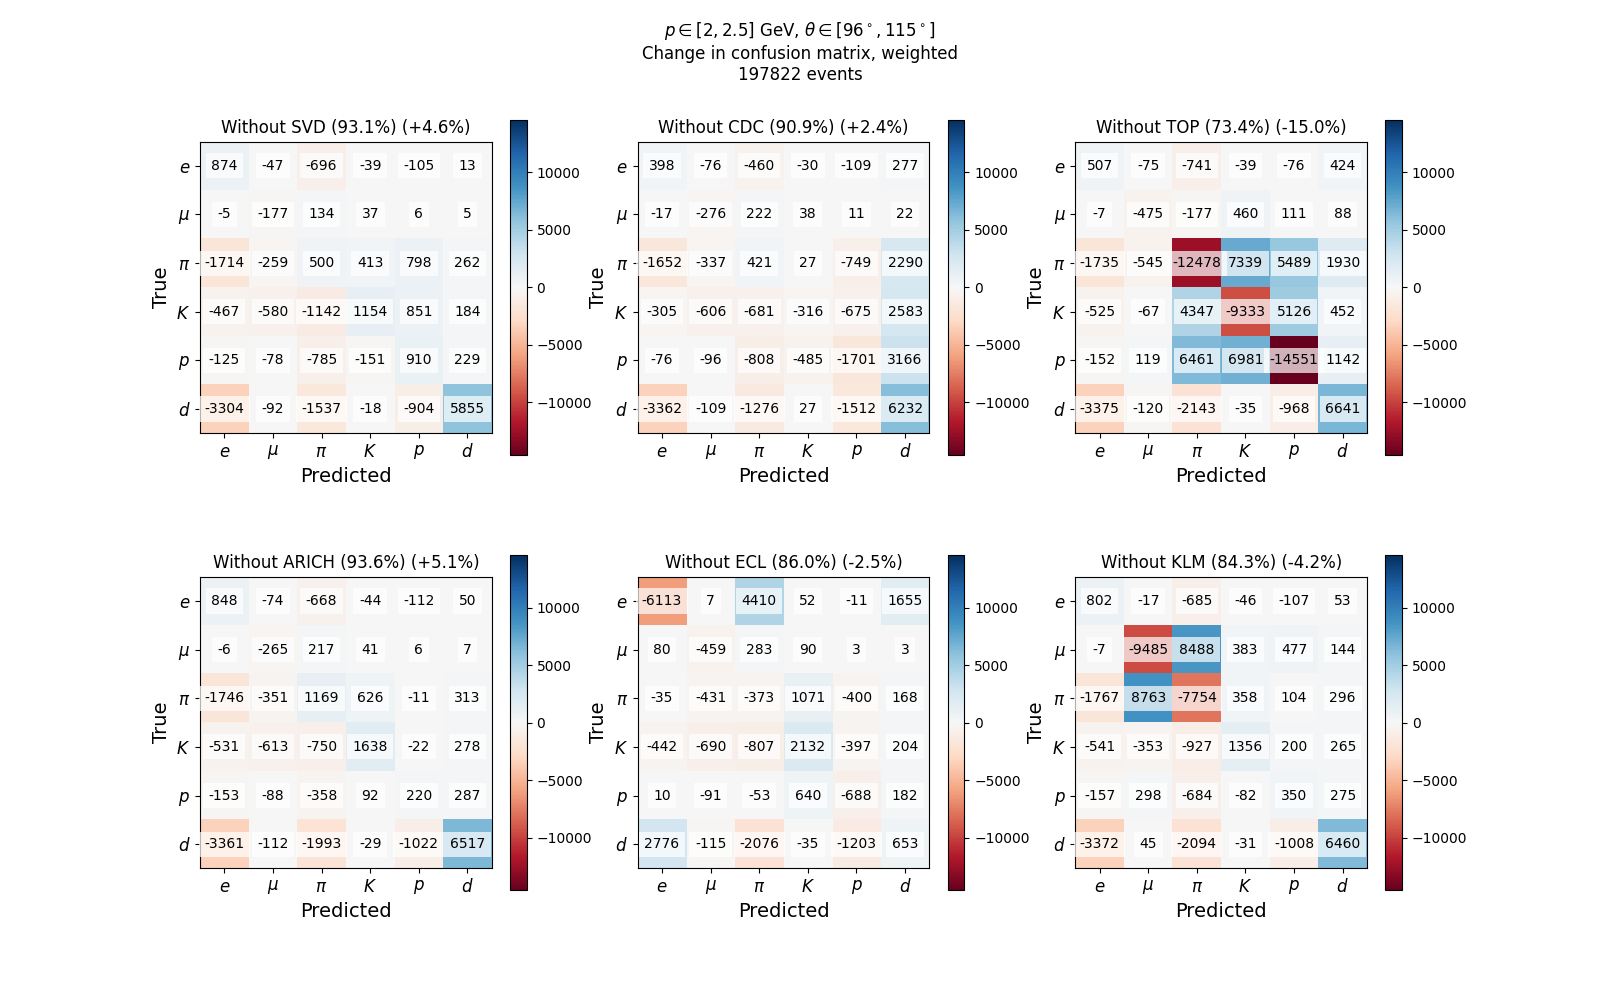 p ∈ [2, 2.5] GeV, θ ∈ [96°, 115°]
Change in confusion matrix, weighted
197822 events
Without SVD (93.1%) (+4.6%)
True
e 874 -47 -696 -39 -105 13
μ -5 -177 134 37 6 5
π -1714 -259 500 413 798 262
K -467 -580 -1142 1154 851 184
p -125 -78 -785 -151 910 229
d -3304 -92 -1537 -18 -904 5855
e μ π K p d
Predicted
10000
5000
0
−5000
−10000
Without CDC (90.9%) (+2.4%)
True
e 398 -76 -460 -30 -109 277
μ -17 -276 222 38 11 22
π -1652 -337 421 27 -749 2290
K -305 -606 -681 -316 -675 2583
p -76 -96 -808 -485 -1701 3166
d -3362 -109 -1276 27 -1512 6232
e μ π K p d
Predicted
10000
5000
0
−5000
−10000
Without TOP (73.4%) (-15.0%)
True
e 507 -75 -741 -39 -76 424
μ -7 -475 -177 460 111 88
π -1735 -545 -12478 7339 5489 1930
K -525 -67 4347 -9333 5126 452
p -152 119 6461 6981 -14551 1142
d -3375 -120 -2143 -35 -968 6641
e μ π K p d
Predicted
10000
5000
0
−5000
−10000
Without ARICH (93.6%) (+5.1%)
True
e 848 -74 -668 -44 -112 50
μ -6 -265 217 41 6 7
π -1746 -351 1169 626 -11 313
K -531 -613 -750 1638 -22 278
p -153 -88 -358 92 220 287
d -3361 -112 -1993 -29 -1022 6517
e μ π K p d
Predicted
10000
5000
0
−5000
−10000
Without ECL (86.0%) (-2.5%)
True
e -6113 7 4410 52 -11 1655
μ 80 -459 283 90 3 3
π -35 -431 -373 1071 -400 168
K -442 -690 -807 2132 -397 204
p 10 -91 -53 640 -688 182
d 2776 -115 -2076 -35 -1203 653
e μ π K p d
Predicted
10000
5000
0
−5000
−10000
Without KLM (84.3%) (-4.2%)
True
e 802 -17 -685 -46 -107 53
μ -7 -9485 8488 383 477 144
π -1767 8763 -7754 358 104 296
K -541 -353 -927 1356 200 265
p -157 298 -684 -82 350 275
d -3372 45 -2094 -31 -1008 6460
e μ π K p d
Predicted
10000
5000
0
−5000
−10000